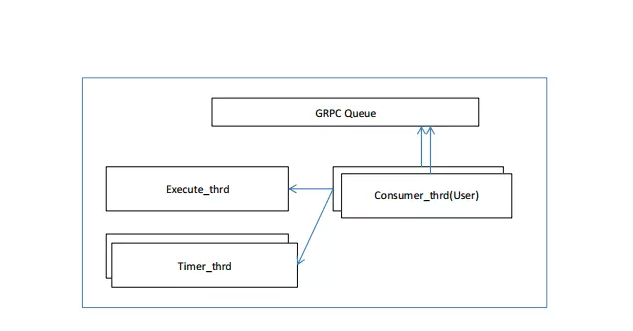 GRPC Queue
Execute_thrd
Consumer_thrd(User)
Timer_thrd